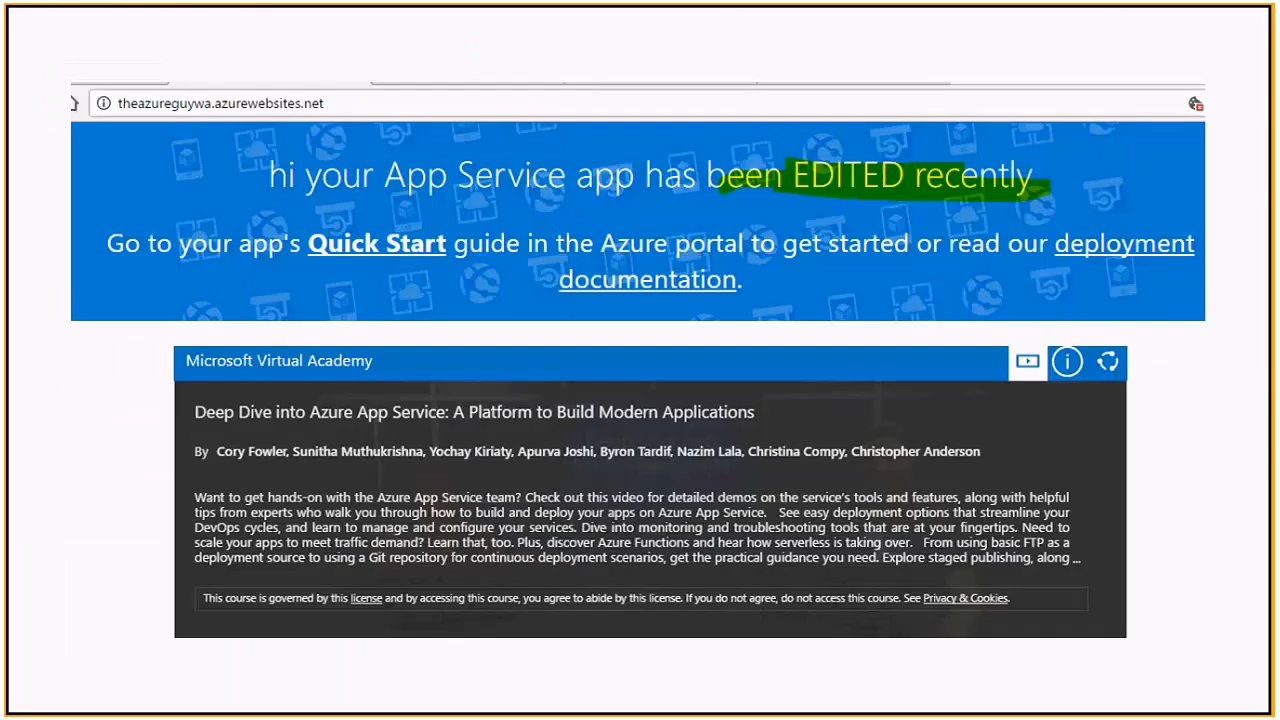 theazureguywa.azurewebsites.net
hi your App Service app has been EDITED recently
Go to your app's Quick Start guide in the Azure portal to get started or read our deployment
documentation.
Microsoft Virtual Academy
Deep Dive into Azure App Service: A Platform to Build Modern Applications
By Cory Fowler, Sunitha Muthukrishna, Yochay Kiriaty, Apurva Joshi, Byron Tardif, Nazim Lala, Christina Compy, Christopher Anderson
Want to get hands-on with the Azure App Service team? Check out this video for detailed demos on the service's tools and features, along with helpful
tips from experts who walk you through how to build and deploy your apps on Azure App Service. See easy deployment options that streamline your
DevOps cycles, and learn to manage and configure your services. Dive into monitoring and troubleshooting tools that are at your fingertips. Need to
scale your apps to meet traffic demand? Learn that, too. Plus, discover Azure Functions and hear how serverless is taking over. From using basic FTP as a
deployment source to using a Git repository for continuous deployment scenarios, get the practical guidance you need. Explore staged publishing, along ...
This course is governed by this license and by accessing this course, you agree to abide by this license. If you do not agree, do not access this course. See Privacy & Cookies.